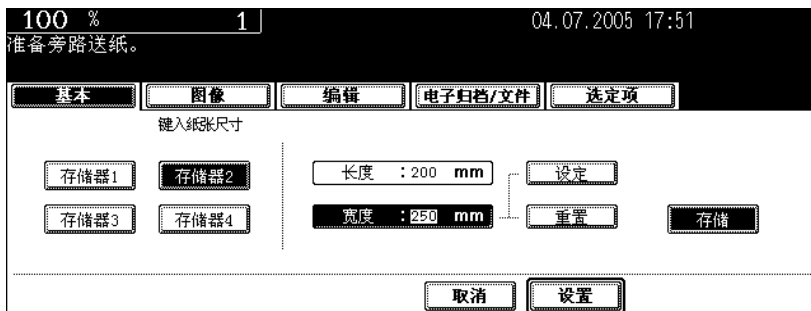 100 % 1 04.07.2005 17:51
准备旁路送纸。
基本 图像 编辑 电子归档/文件 选定项
键入纸张尺寸
存储器1 存储器2 长度 :200 mm 设定
存储器3 存储器4 宽度 :250 mm 重置 存储
取消 设置